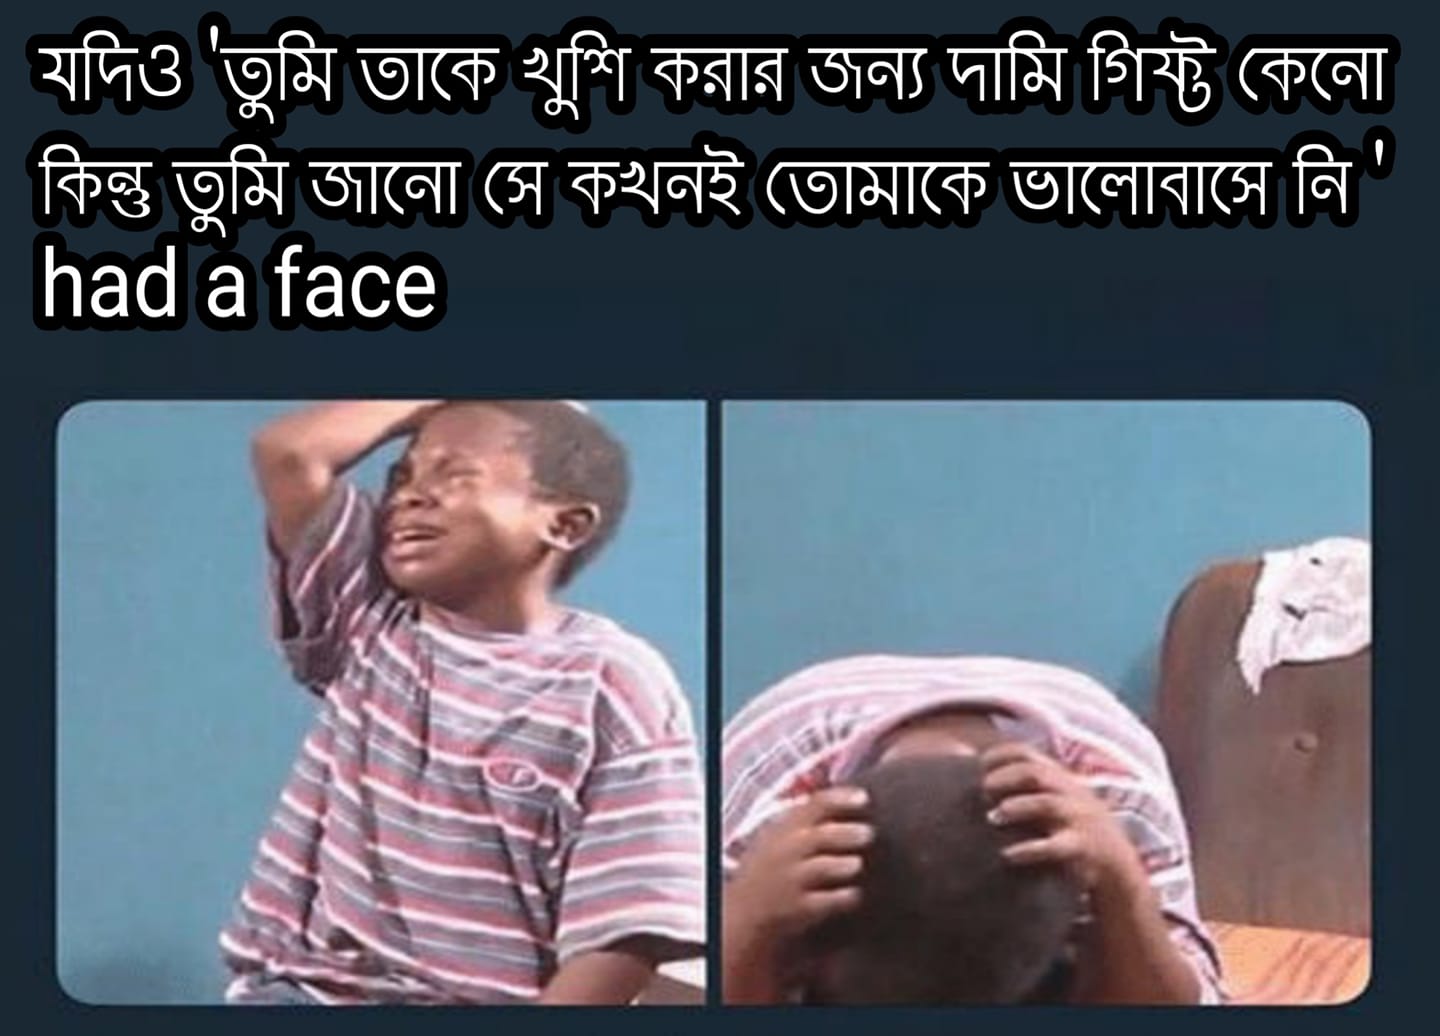 যদিও 'তুমি তাকে খুশি করার জন্য দামি গিফ্ট কেনো
কিন্তু তুমি জানো সে কখনই তোমাকে ভালোবাসে নি '
had a face